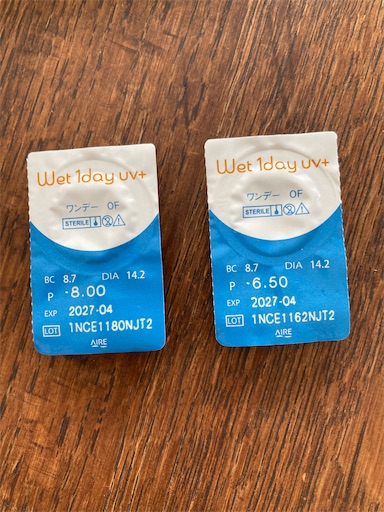 Wet 1day uv+
ワンデー OF
STERILE
BC 8.7 DIA 14.2
P -8.00
EXP 2027-04
LOT 1NCE1180NJT2
AIRE
Wet 1day uv+
ワンデー OF
STERILE
BC 8.7 DIA 14.2
P -6.50
EXP 2027-04
LOT 1NCE1162NJT2
AIRE